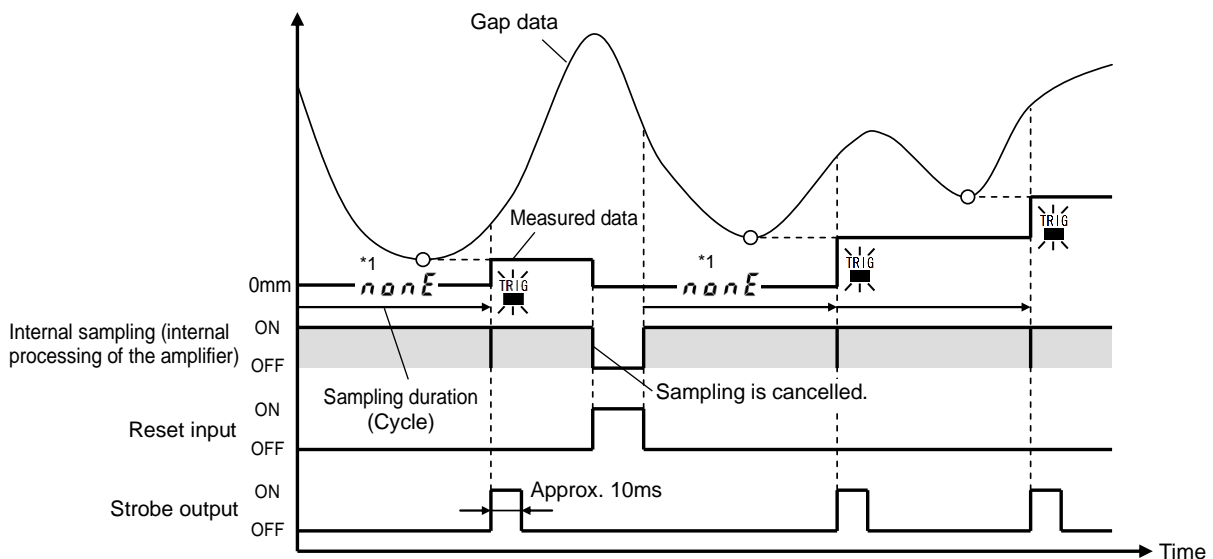 Gap data
Measured data
*1
nonE
TRIG
*1
nonE
TRIG
TRIG
0mm
Internal sampling (internal
processing of the amplifier)
ON
OFF
Sampling duration
(Cycle)
Sampling is cancelled.
Reset input
ON
OFF
Strobe output
ON
OFF
Approx. 10ms
Time